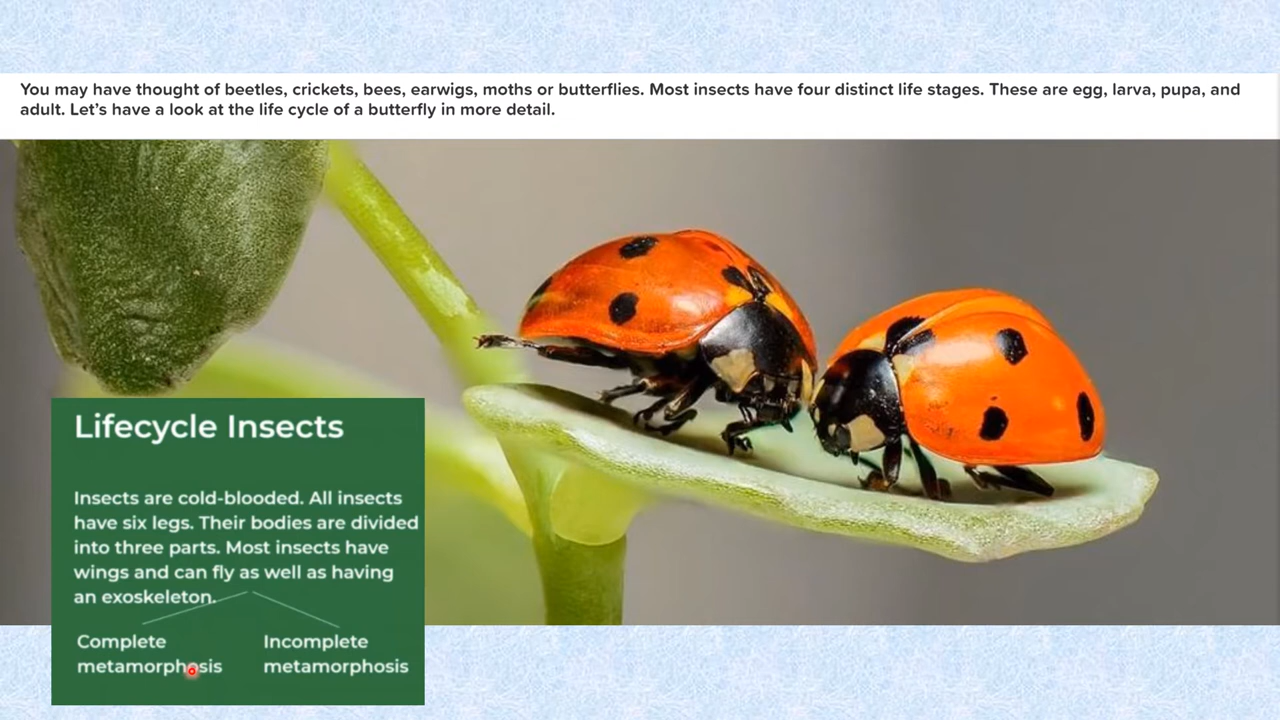 You may have thought of beetles, crickets, bees, earwigs, moths or butterflies. Most insects have four distinct life stages. These are egg, larva, pupa, and
adult. Let’s have a look at the life cycle of a butterfly in more detail.
Lifecycle Insects
Insects are cold-blooded. All insects
have six legs. Their bodies are divided
into three parts. Most insects have
wings and can fly as well as having
an exoskeleton.
Complete
metamorphosis
Incomplete
metamorphosis